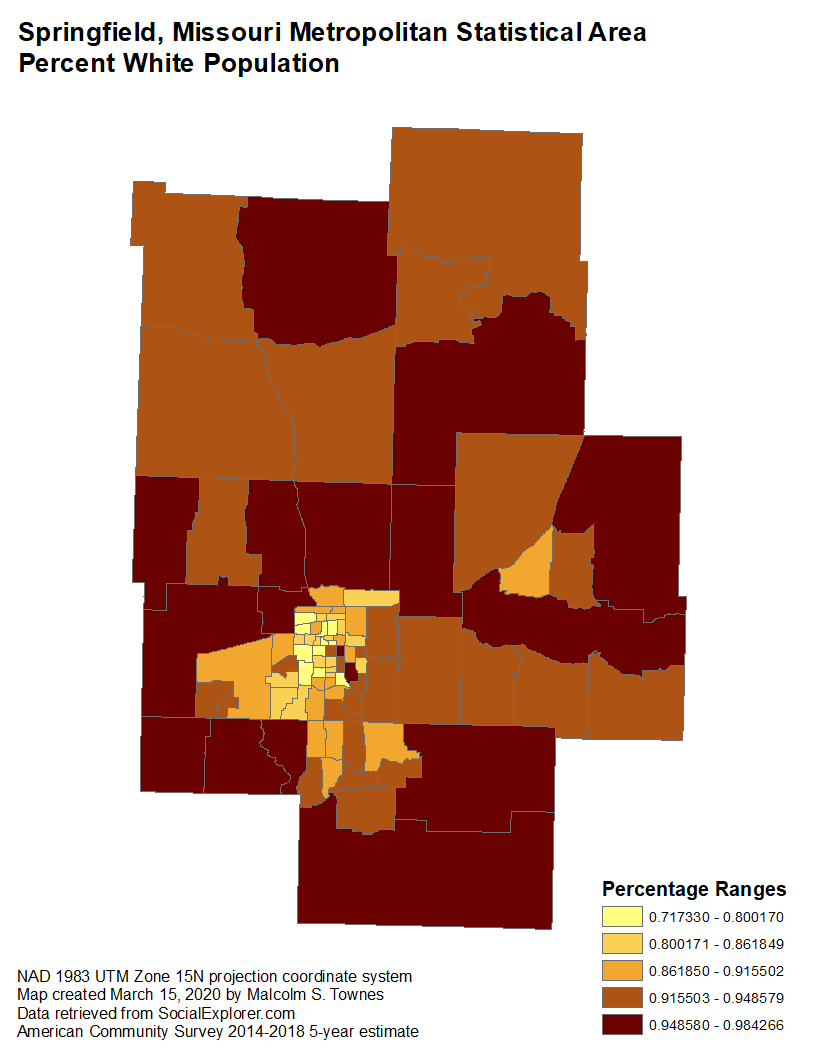 Springfield, Missouri Metropolitan Statistical Area
Percent White Population
Percentage Ranges
0.717330 - 0.800170
0.800171 - 0.861849
0.861850 - 0.915502
0.915503 - 0.948579
0.948580 - 0.984266
NAD 1983 UTM Zone 15N projection coordinate system
Map created March 15, 2020 by Malcolm S. Townes
Data retrieved from SocialExplorer.com
American Community Survey 2014-2018 5-year estimate